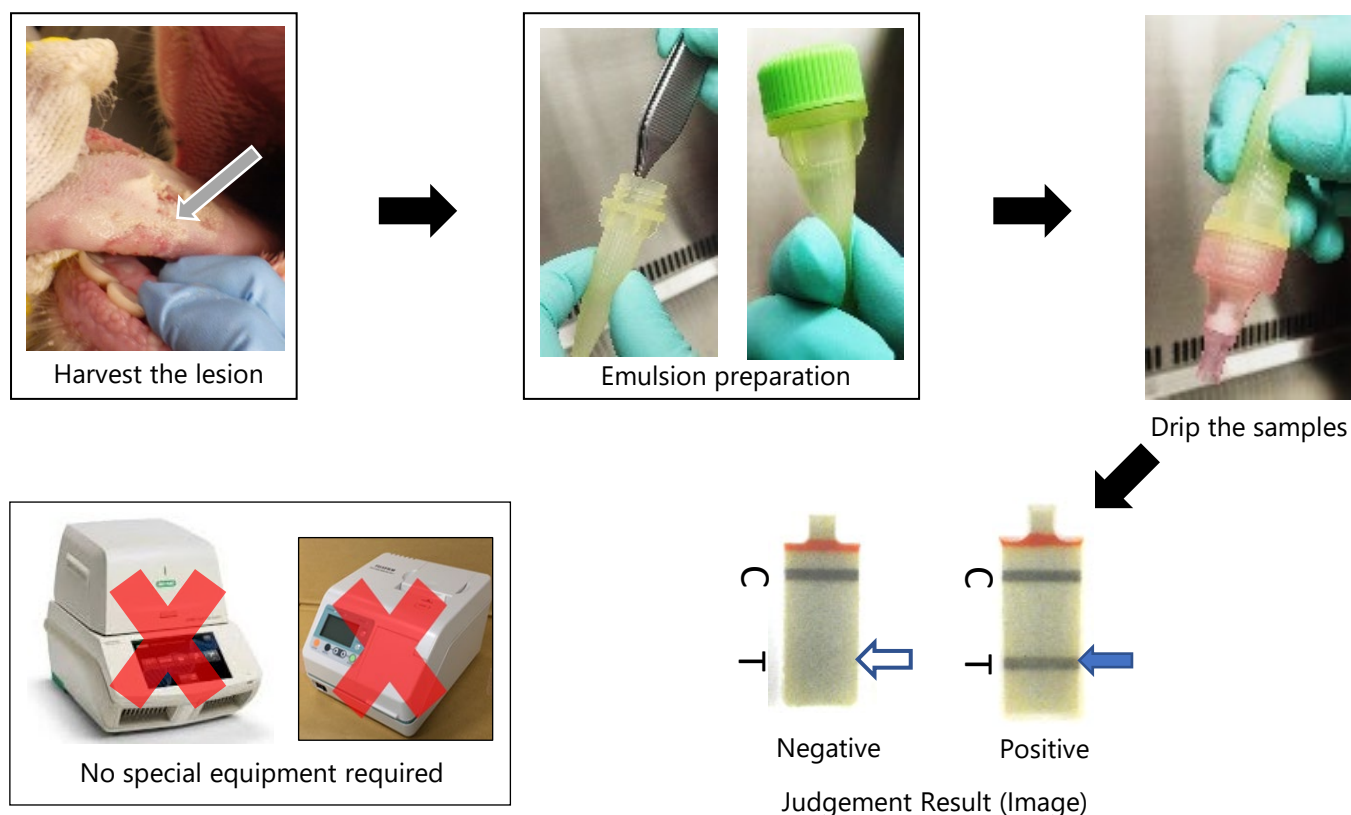 Harvest the lesion
Emulsion preparation
Drip the samples
C
T
C
T
Negative
Positive
No special equipment required
Judgement Result (Image)